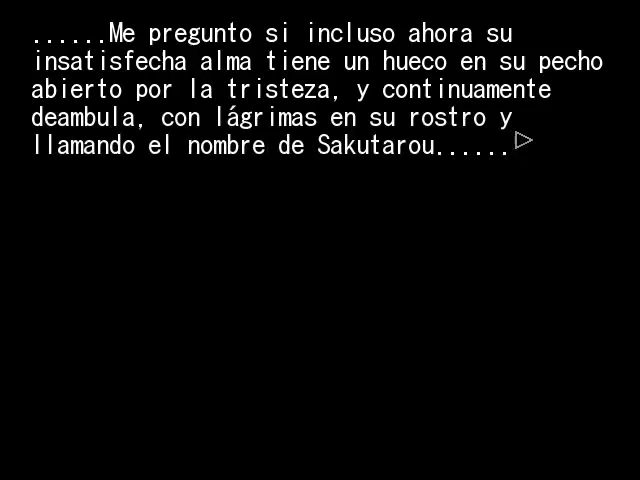 ......Me pregunto si incluso ahora su
insatisfecha alma tiene un hueco en su pecho
abierto por la tristeza, y continuamente
deambula, con lágrimas en su rostro y
llamando el nombre de Sakutarou......